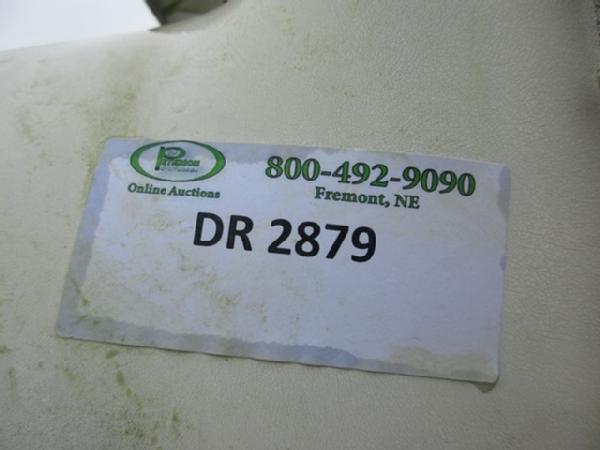 800-492-9090
Online Auctions
Fremont, NE
DR 2879